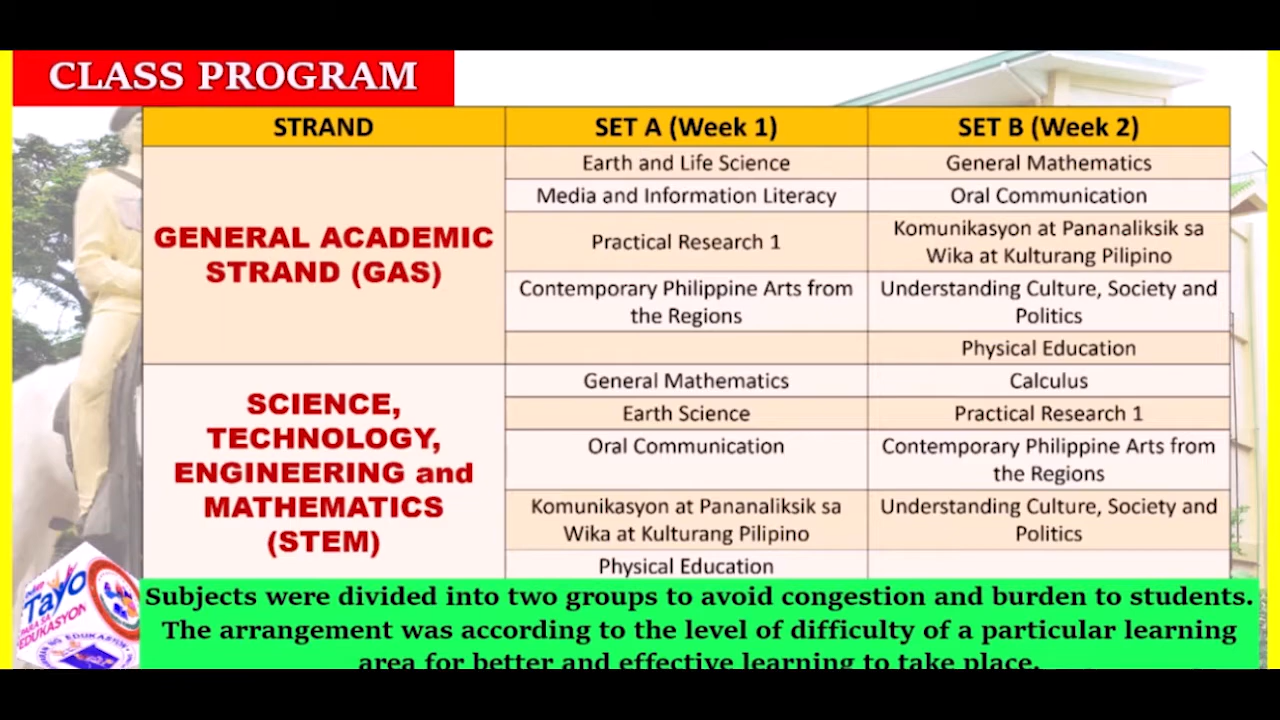 CLASS PROGRAM
STRAND
SET A (Week 1)
SET B (Week 2)
GENERAL ACADEMIC
STRAND (GAS)
Earth and Life Science
General Mathematics
Media and Information Literacy
Oral Communication
Practical Research 1
Komunikasyon at Pananaliksik sa
Wika at Kulturang Pilipino
Contemporary Philippine Arts from
the Regions
Understanding Culture, Society and
Politics
Physical Education
SCIENCE,
TECHNOLOGY,
ENGINEERING and
MATHEMATICS
(STEM)
General Mathematics
Calculus
Earth Science
Practical Research 1
Oral Communication
Contemporary Philippine Arts from
the Regions
Komunikasyon at Pananaliksik sa
Wika at Kulturang Pilipino
Understanding Culture, Society and
Politics
Physical Education
Tayo
PARA SA
EDUKASYON
Subjects were divided into two groups to avoid congestion and burden to students.
The arrangement was according to the level of difficulty of a particular learning
area for better and effective learning to take place.